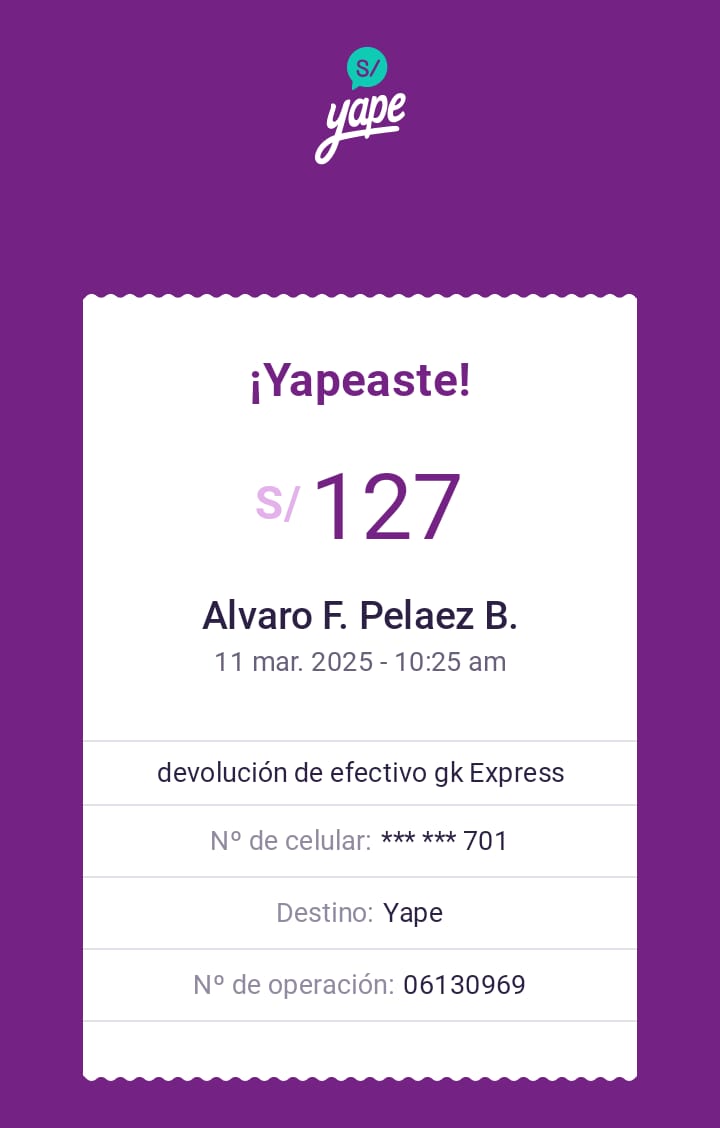 S/
yape
¡Yapeaste!
S/ 127
Alvaro F. Pelaez B.
11 mar. 2025 - 10:25 am
devolución de efectivo gk Express
Nº de celular: *** *** 701
Destino: Yape
Nº de operación: 06130969